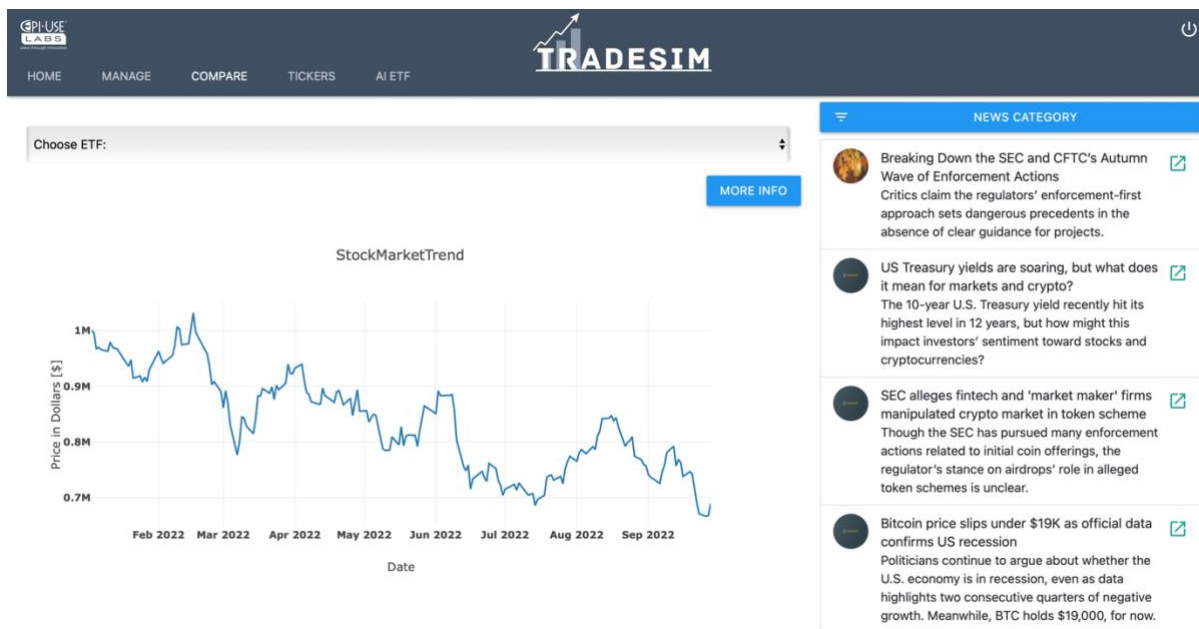 EPI·USE
LABS
TRADESIM
HOME MANAGE COMPARE TICKERS AI ETF
Choose ETF:
MORE INFO
StockMarketTrend
Price in Dollars [$]
1M
0.9M
0.8M
0.7M
Feb 2022 Mar 2022 Apr 2022 May 2022 Jun 2022 Jul 2022 Aug 2022 Sep 2022
Date
NEWS CATEGORY
Breaking Down the SEC and CFTC’s Autumn
Wave of Enforcement Actions
Critics claim the regulators’ enforcement-first
approach sets dangerous precedents in the
absence of clear guidance for projects.
US Treasury yields are soaring, but what does
it mean for markets and crypto?
The 10-year U.S. Treasury yield recently hit its
highest level in 12 years, but how might this
impact investors’ sentiment toward stocks and
cryptocurrencies?
SEC alleges fintech and 'market maker' firms
manipulated crypto market in token scheme
Though the SEC has pursued many enforcement
actions related to initial coin offerings, the
regulator’s stance on airdrops’ role in alleged
token schemes is unclear.
Bitcoin price slips under $19K as official data
confirms US recession
Politicians continue to argue about whether the
U.S. economy is in recession, even as data
highlights two consecutive quarters of negative
growth. Meanwhile, BTC holds $19,000, for now.